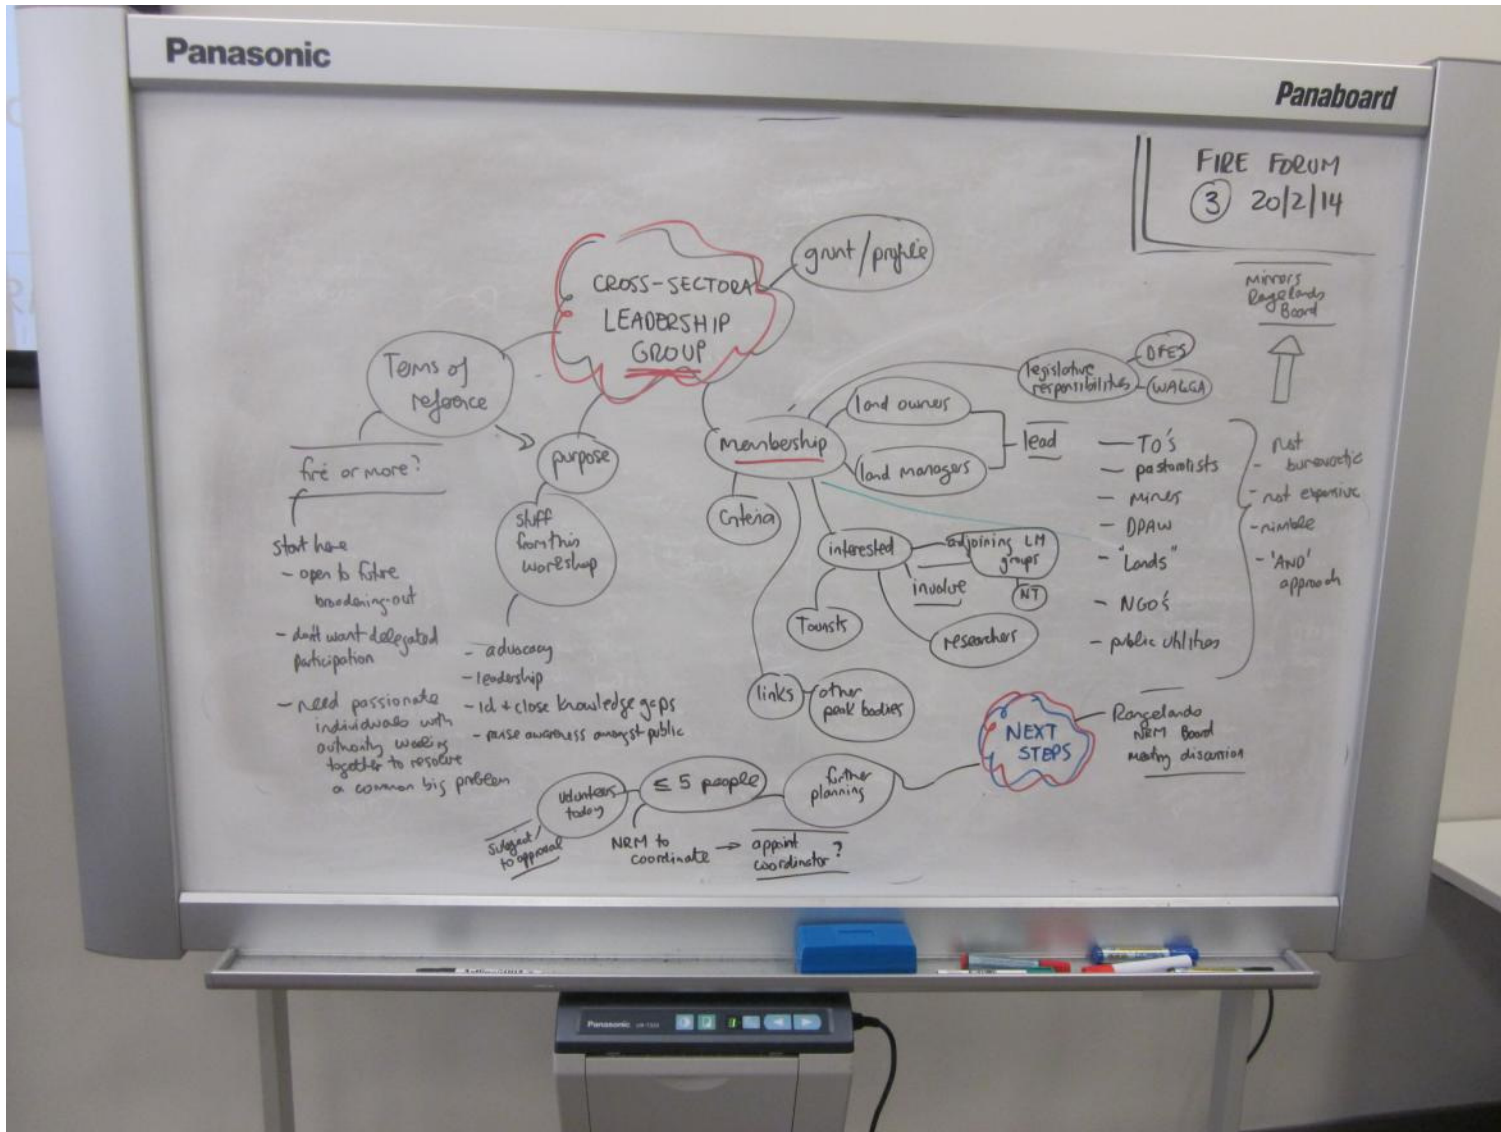 Panasonic
Panaboard
FIRE FORUM
③ 20/2/14
Mirrors
Rangelands
Board
grunt/profile
CROSS-SECTORAL
LEADERSHIP
GROUP
Terms of
reference
fire or more?
start here
- open to future
broadening-out
- don't want delegated
participation
- need passionate
individuals with
authority working
together to resolve
a common big problem
purpose
stuff
from this
workshop
- advocacy
- leadership
- id + close knowledge gaps
- raise awareness amongst public
membership
criteria
land owners
land managers
lead
legislative
responsibilities
DFES
WALGA
- TO's
- pastoralists
- miners
- DPAW
- "Lands"
- NGO's
- public utilities
- not
bureaucratic
- not expensive
- nimble
- 'AND'
approach
interested
involve
adjoining LM
groups
NT
Tourists
researchers
links
other
peak bodies
NEXT
STEPS
- Rangelands
NRM Board
meeting discussion
further
planning
≤ 5 people
volunteers
today
subject
to approval
NRM to
coordinate → appoint
coordinator?
Panasonic